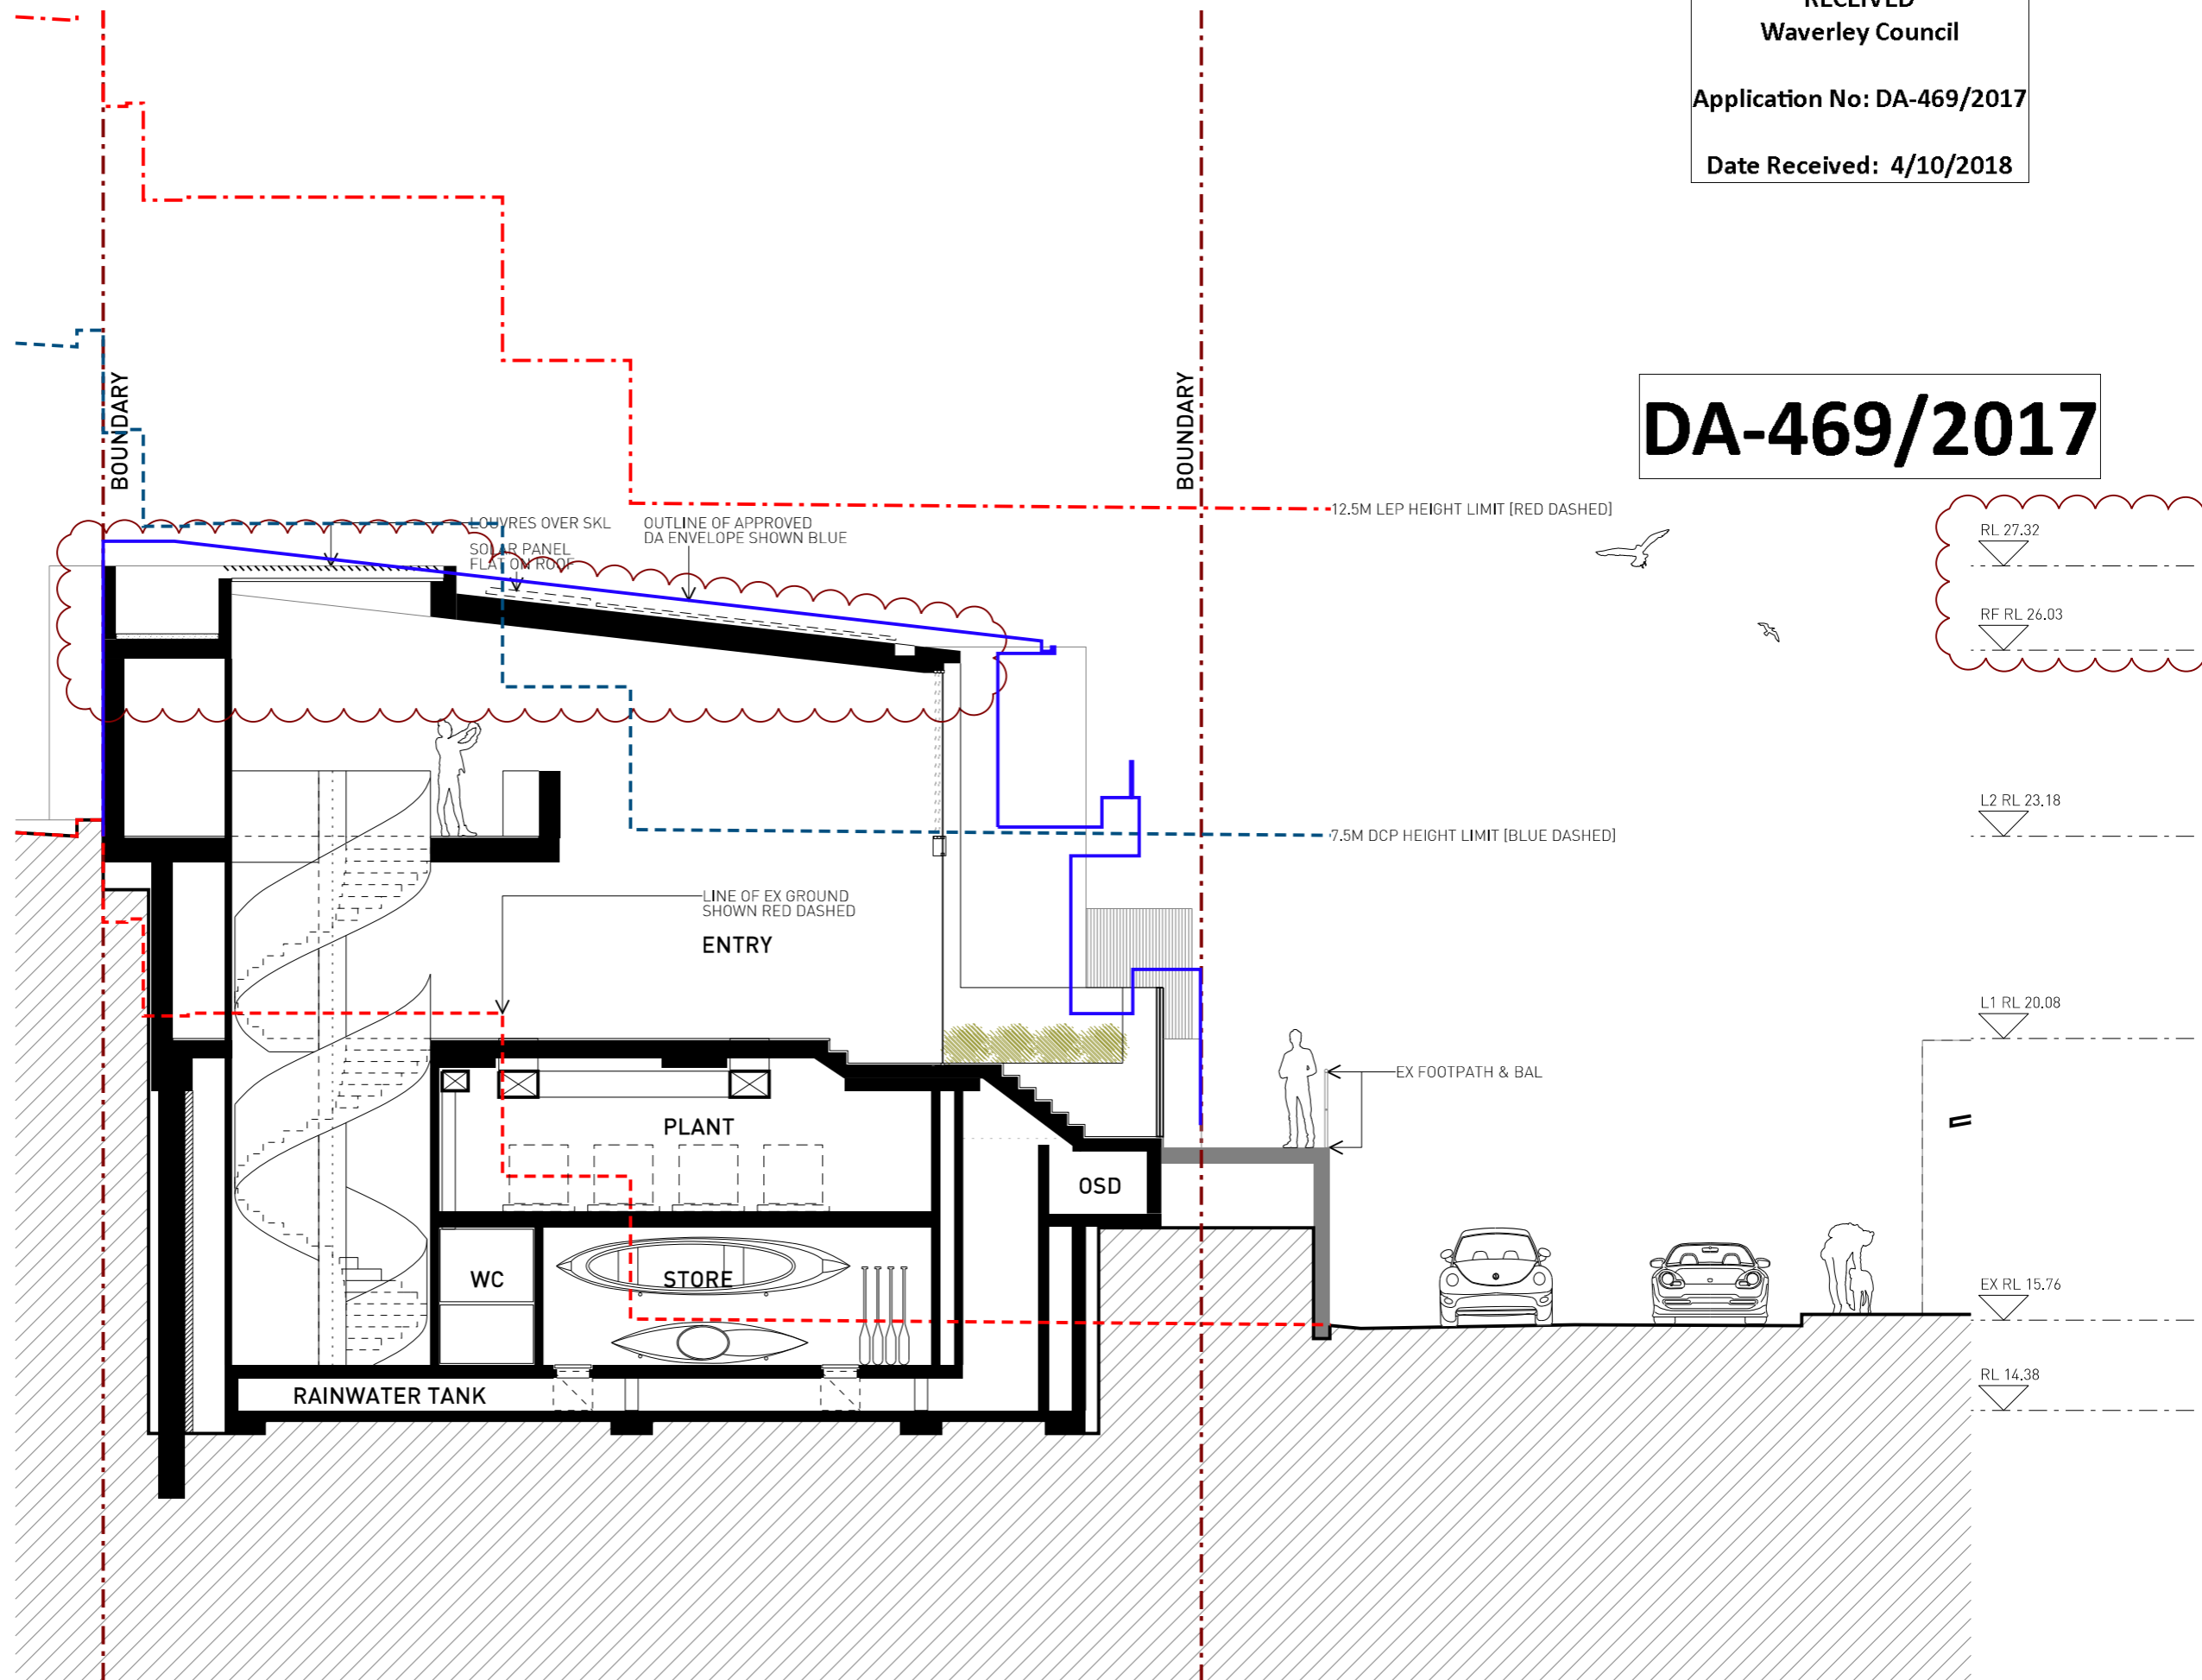 RECEIVED
Waverley Council
Application No: DA-469/2017
Date Received: 4/10/2018
DA-469/2017
BOUNDARY
BOUNDARY
12.5M LEP HEIGHT LIMIT [RED DASHED]
LOUVRES OVER SKL
SOLAR PANEL
FLAT ON ROOF
OUTLINE OF APPROVED
DA ENVELOPE SHOWN BLUE
RL 27.32
RF RL 26.03
L2 RL 23.18
7.5M DCP HEIGHT LIMIT [BLUE DASHED]
LINE OF EX GROUND
SHOWN RED DASHED
ENTRY
L1 RL 20.08
EX FOOTPATH & BAL
PLANT
OSD
WC
STORE
EX RL 15.76
RAINWATER TANK
RL 14.38